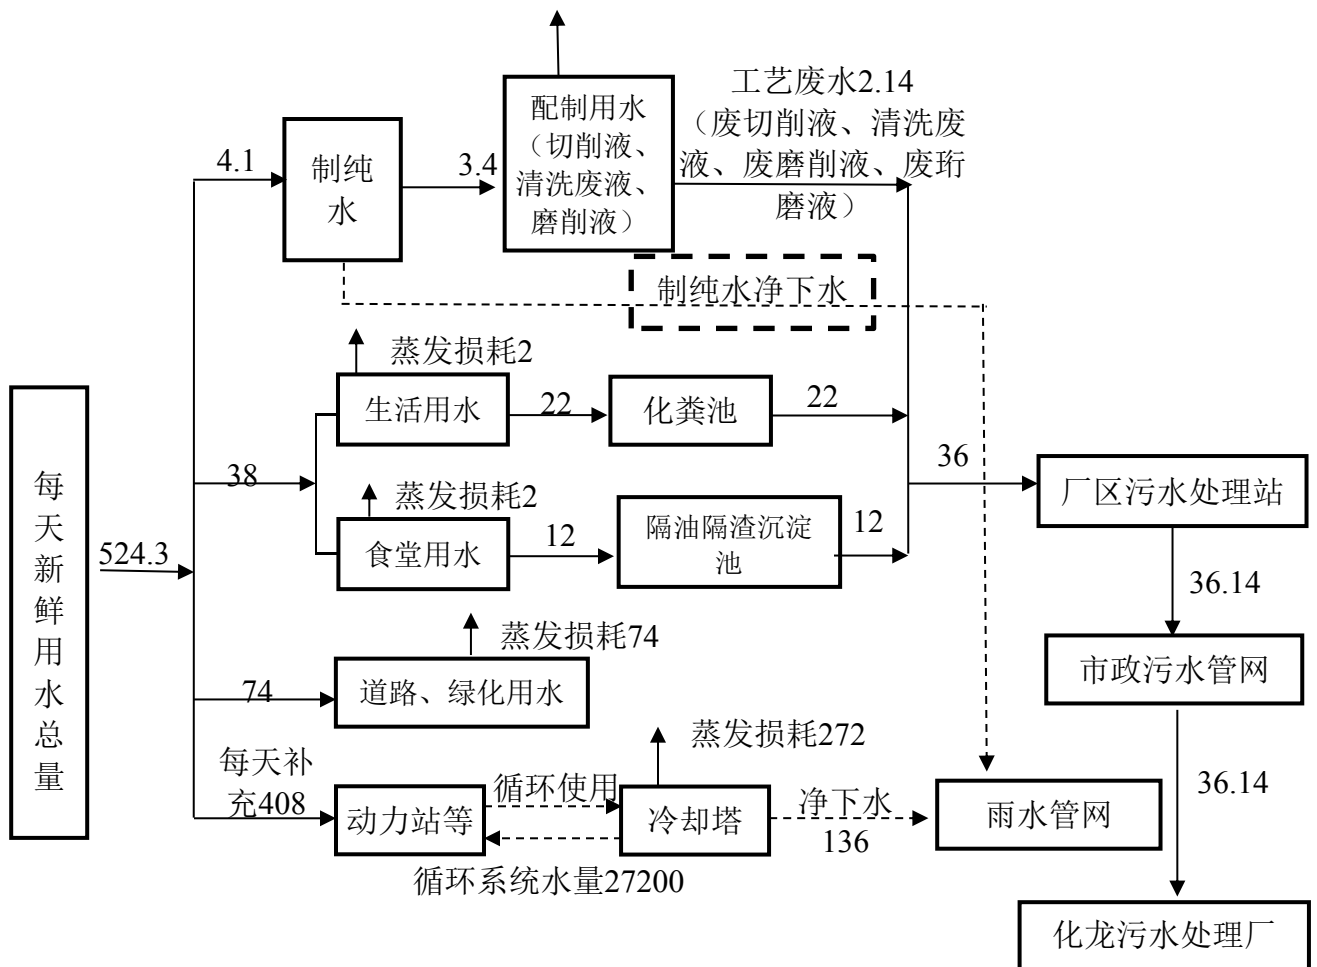 工艺废水2.14
（废切削液、清洗废
液、废磨削液、废珩
磨液）
配制用水
（切削液、
清洗废液、
磨削液）
4.1
制纯
水
3.4
制纯水净下水
蒸发损耗2
生活用水
22
化粪池
22
38
蒸发损耗2
食堂用水
12
隔油隔渣沉淀
池
12
36
厂区污水处理站
每
天
新
鲜
用
水
总
量
524.3
36.14
市政污水管网
蒸发损耗74
74
道路、绿化用水
蒸发损耗272
每天补
充408
动力站等
循环使用
冷却塔
净下水
136
雨水管网
36.14
循环系统水量27200
化龙污水处理厂